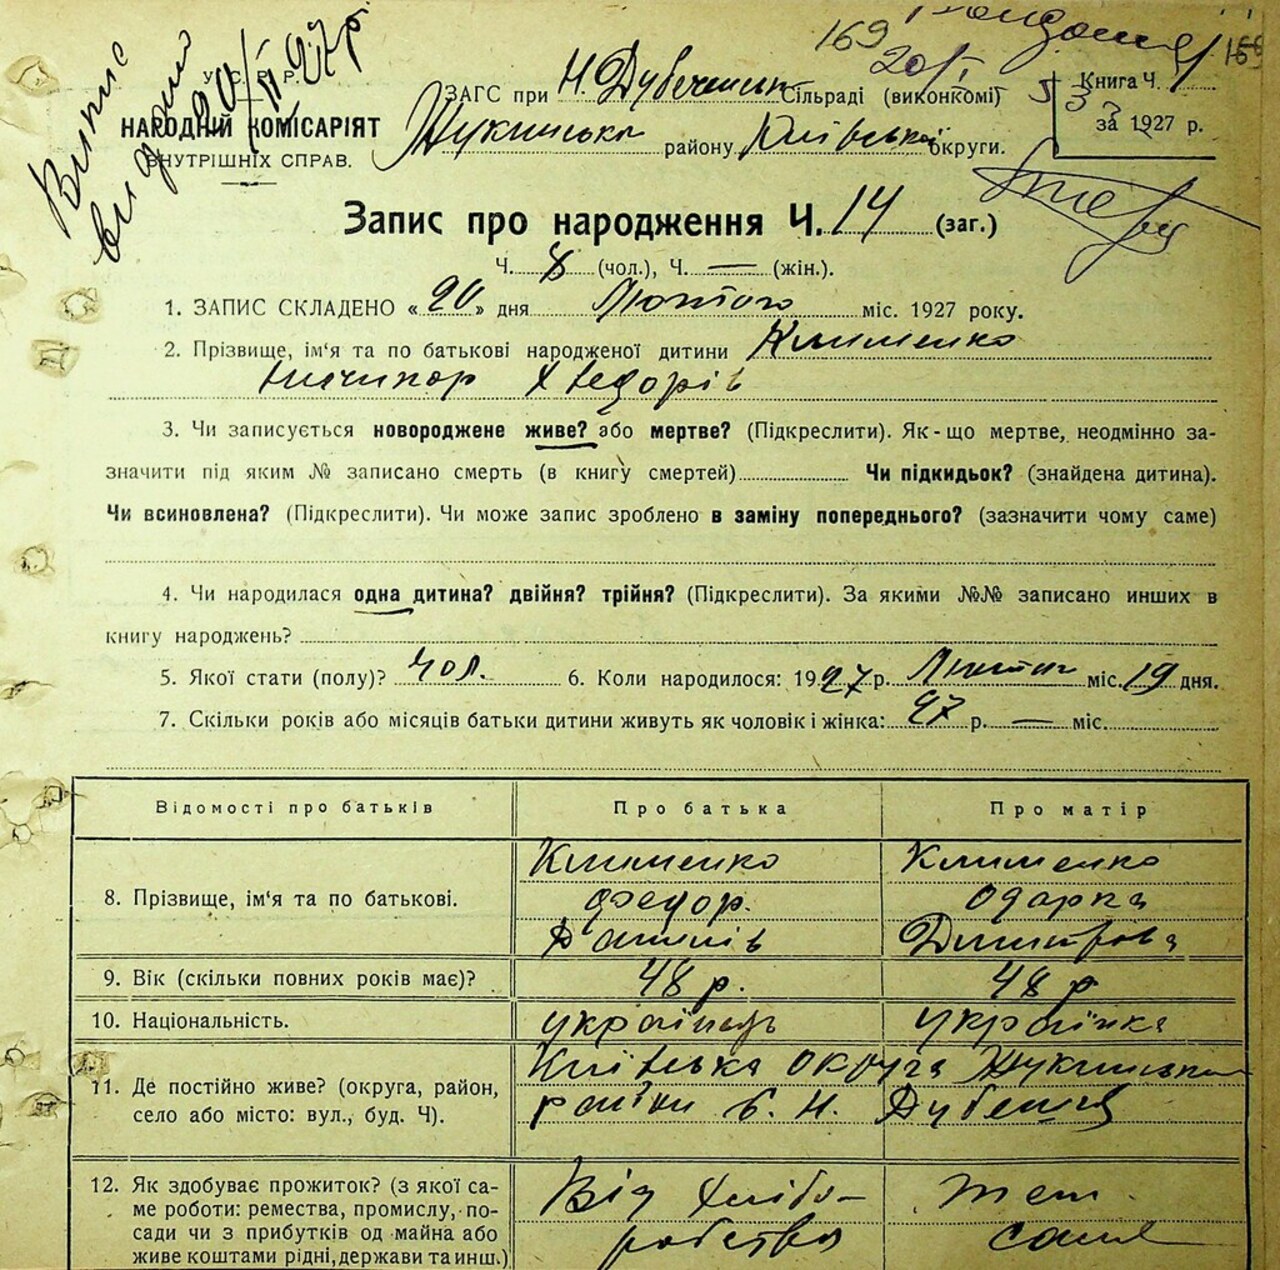 169
Випис
видано
20/II 27р
У. С. Р. Р.
НАРОДНІЙ КОМІСАРІЯТ
ВНУТРІШНІХ СПРАВ.
ЗАГС при Н. Дубечанск Сільраді (виконкомі)
району Київської округи.
Книга Ч. 1
за 1927 р.
Запис про народження Ч. 14 (заг.)
Ч. 8 (чол.), Ч. — (жін.).
1. ЗАПИС СКЛАДЕНО «20» дня Лютого міс. 1927 року.
2. Прізвище, ім'я та по батькові народженої дитини Клименко
Ничипор Хведорів
3. Чи записується новороджене живе? або мертве? (Підкреслити). Як-що мертве, неодмінно за-
значити під яким № записано смерть (в книгу смертей) Чи підкидьок? (знайдена дитина).
Чи всиновлена? (Підкреслити). Чи може запис зроблено в заміну попереднього? (зазначити чому саме)
4. Чи народилася одна дитина? двійня? трійня? (Підкреслити). За якими №№ записано инших в
книгу народжень?
5. Якої стати (полу)? чол. 6. Коли народилося: 1927 р. Лютого міс. 19 дня.
7. Скільки років або місяців батьки дитини живуть як чоловік і жінка: 27 р. — міс.
Відомості про батьків Про батька Про матір
8. Прізвище, ім'я та по батькові. Клименко Клименко
Федор. Одарка
Дмитрова
9. Вік (скільки повних років має)? 48 р. 48 р
10. Національність. українець українка
11. Де постійно живе? (округа, район,
село або місто: вул., буд. Ч). Київська округа
району с. Н. Дубечня
12. Як здобуває прожиток? (з якої са-
ме роботи: ремества, промислу, по-
сади чи з прибутків од майна або
живе коштами рідні, держави та инш.) Від хлібо- теж
робства саме